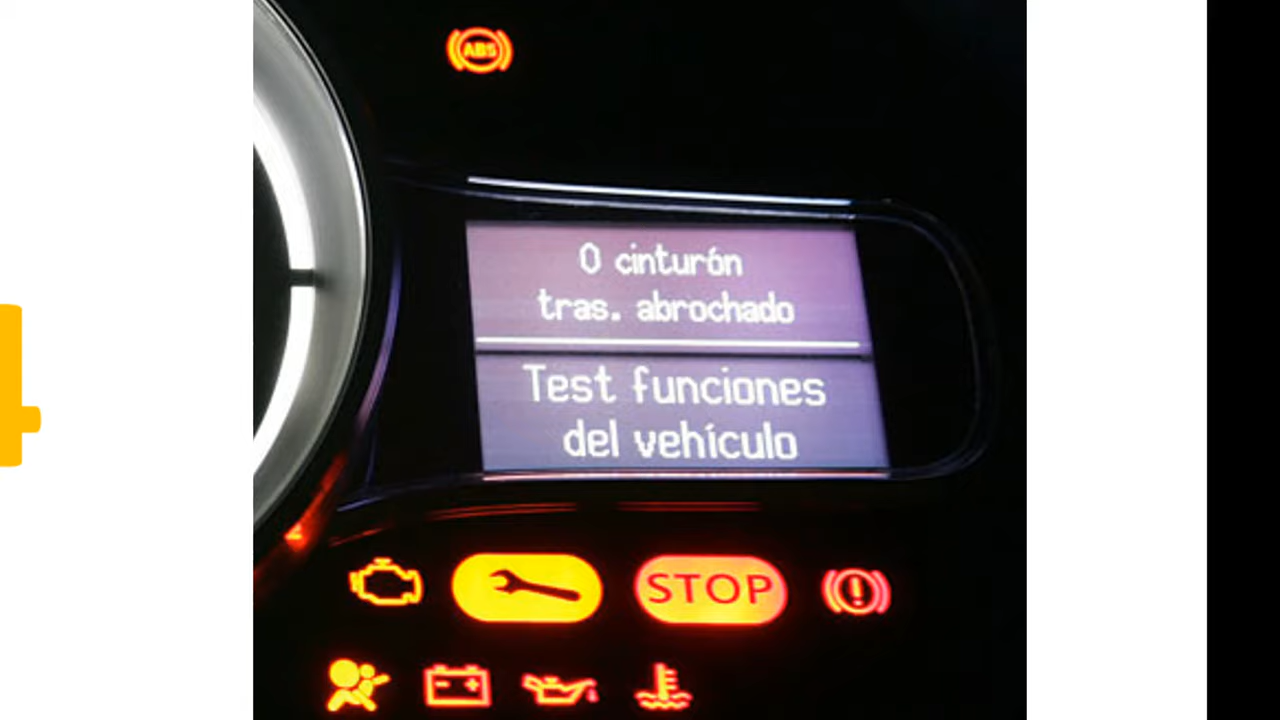 ABS
0 cinturón
tras. abrochado
Test funciones
del vehículo
STOP